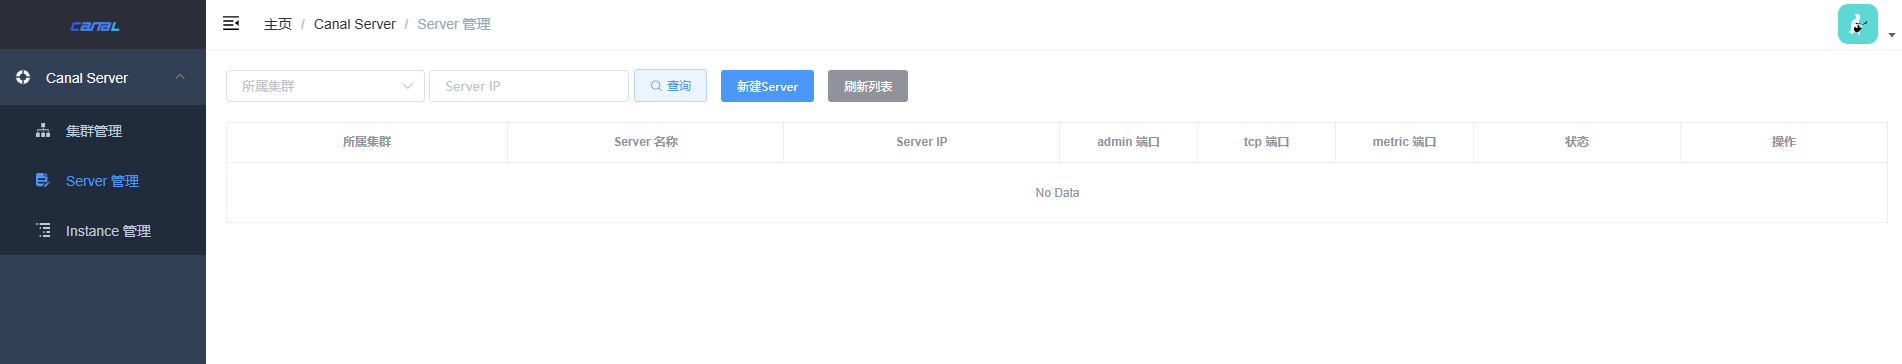 canal
主页 / Canal Server / Server 管理
Canal Server
集群管理
Server 管理
Instance 管理
所属集群 Server IP 查询 新建Server 刷新列表
所属集群 Server 名称 Server IP admin 端口 tcp 端口 metric 端口 状态 操作
No Data